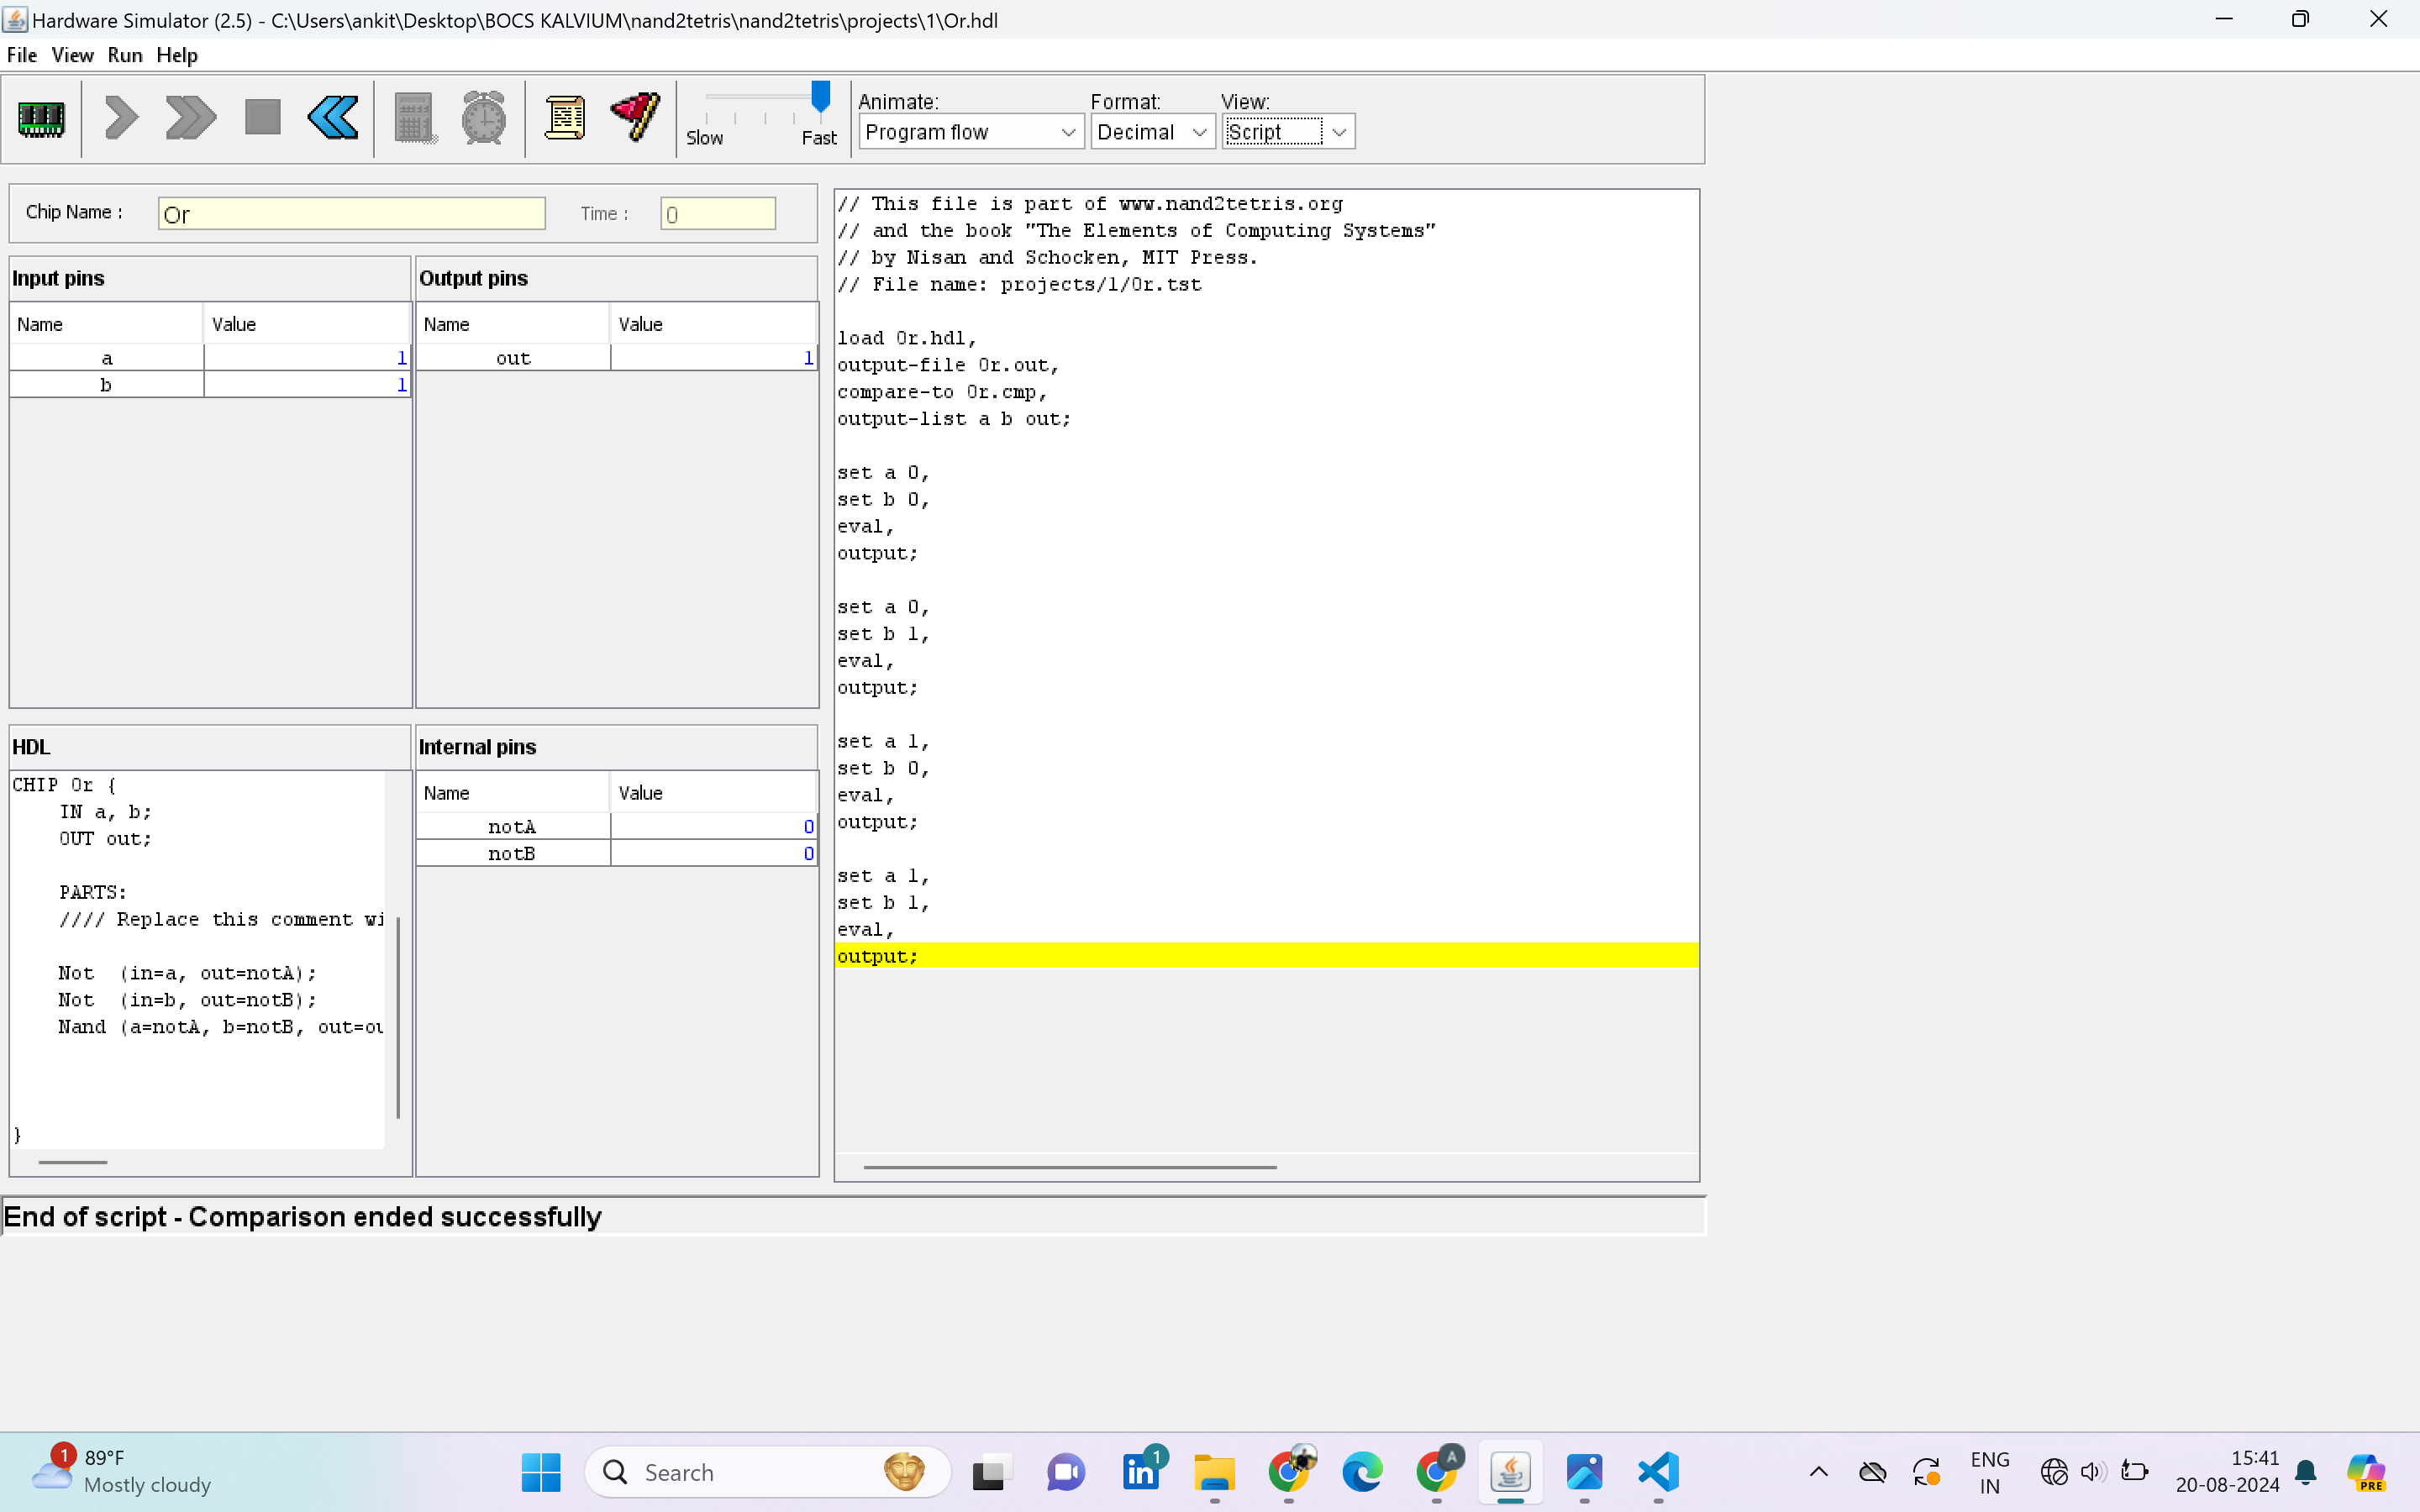 Hardware Simulator (2.5) - C:\Users\ankit\Desktop\BOCS KALVIUM\nand2tetris\nand2tetris\projects\1\Or.hdl
File View Run Help
Slow Fast
Animate: Format: View:
Program flow Decimal Script
Chip Name : Or Time : 0
Input pins
Name Value
a 1
b 1
Output pins
Name Value
out 1
HDL
CHIP Or {
IN a, b;
OUT out;
PARTS:
//// Replace this comment wi
Not (in=a, out=notA);
Not (in=b, out=notB);
Nand (a=notA, b=notB, out=ou
}
Internal pins
Name Value
notA 0
notB 0
// This file is part of www.nand2tetris.org
// and the book "The Elements of Computing Systems"
// by Nisan and Schocken, MIT Press.
// File name: projects/1/Or.tst
load Or.hdl,
output-file Or.out,
compare-to Or.cmp,
output-list a b out;
set a 0,
set b 0,
eval,
output;
set a 0,
set b 1,
eval,
output;
set a 1,
set b 0,
eval,
output;
set a 1,
set b 1,
eval,
output;
End of script - Comparison ended successfully
1
89°F
Mostly cloudy
Search
in 1
A
ENG
IN
15:41
20-08-2024
PRE